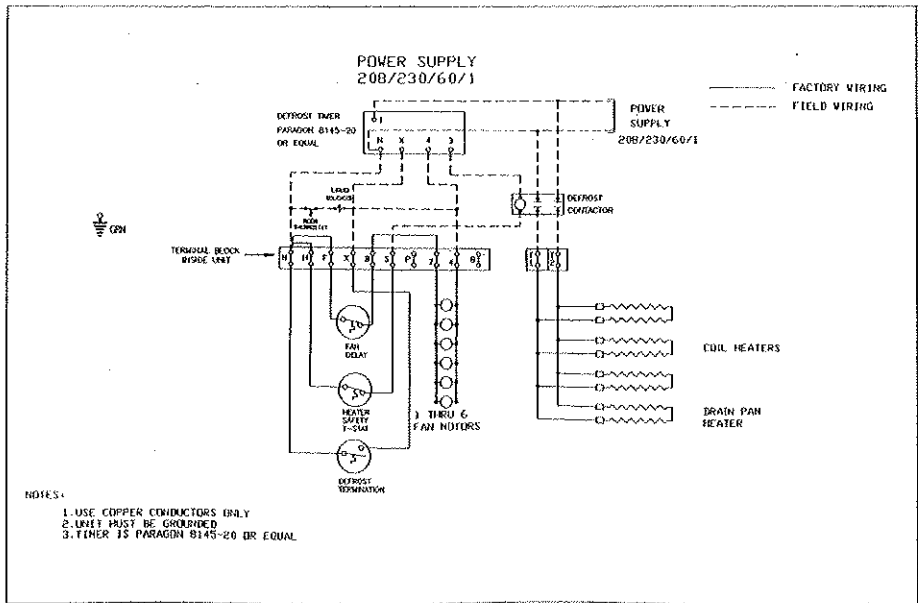 POWER SUPPLY
208/230/60/1
FACTORY WIRING
FIELD WIRING
DEFROST TIMER
PARAGON 8145-20
OR EQUAL
1
N X 4 3
POWER
SUPPLY
208/230/60/1
LIQUID
SOLENOID
ROOM
THERMOSTAT
DEFROST
CONTACTOR
GRN
TERMINAL BLOCK
INSIDE UNIT
N H F X B S P 7 4
FAN
DELAY
HEATER
SAFETY
T-STAT
1 THRU 6
FAN MOTORS
DEFROST
TERMINATION
COIL HEATERS
DRAIN PAN
HEATER
NOTES:
1.USE COPPER CONDUCTORS ONLY
2.UNIT MUST BE GROUNDED
3.TIMER IS PARAGON 8145-20 OR EQUAL